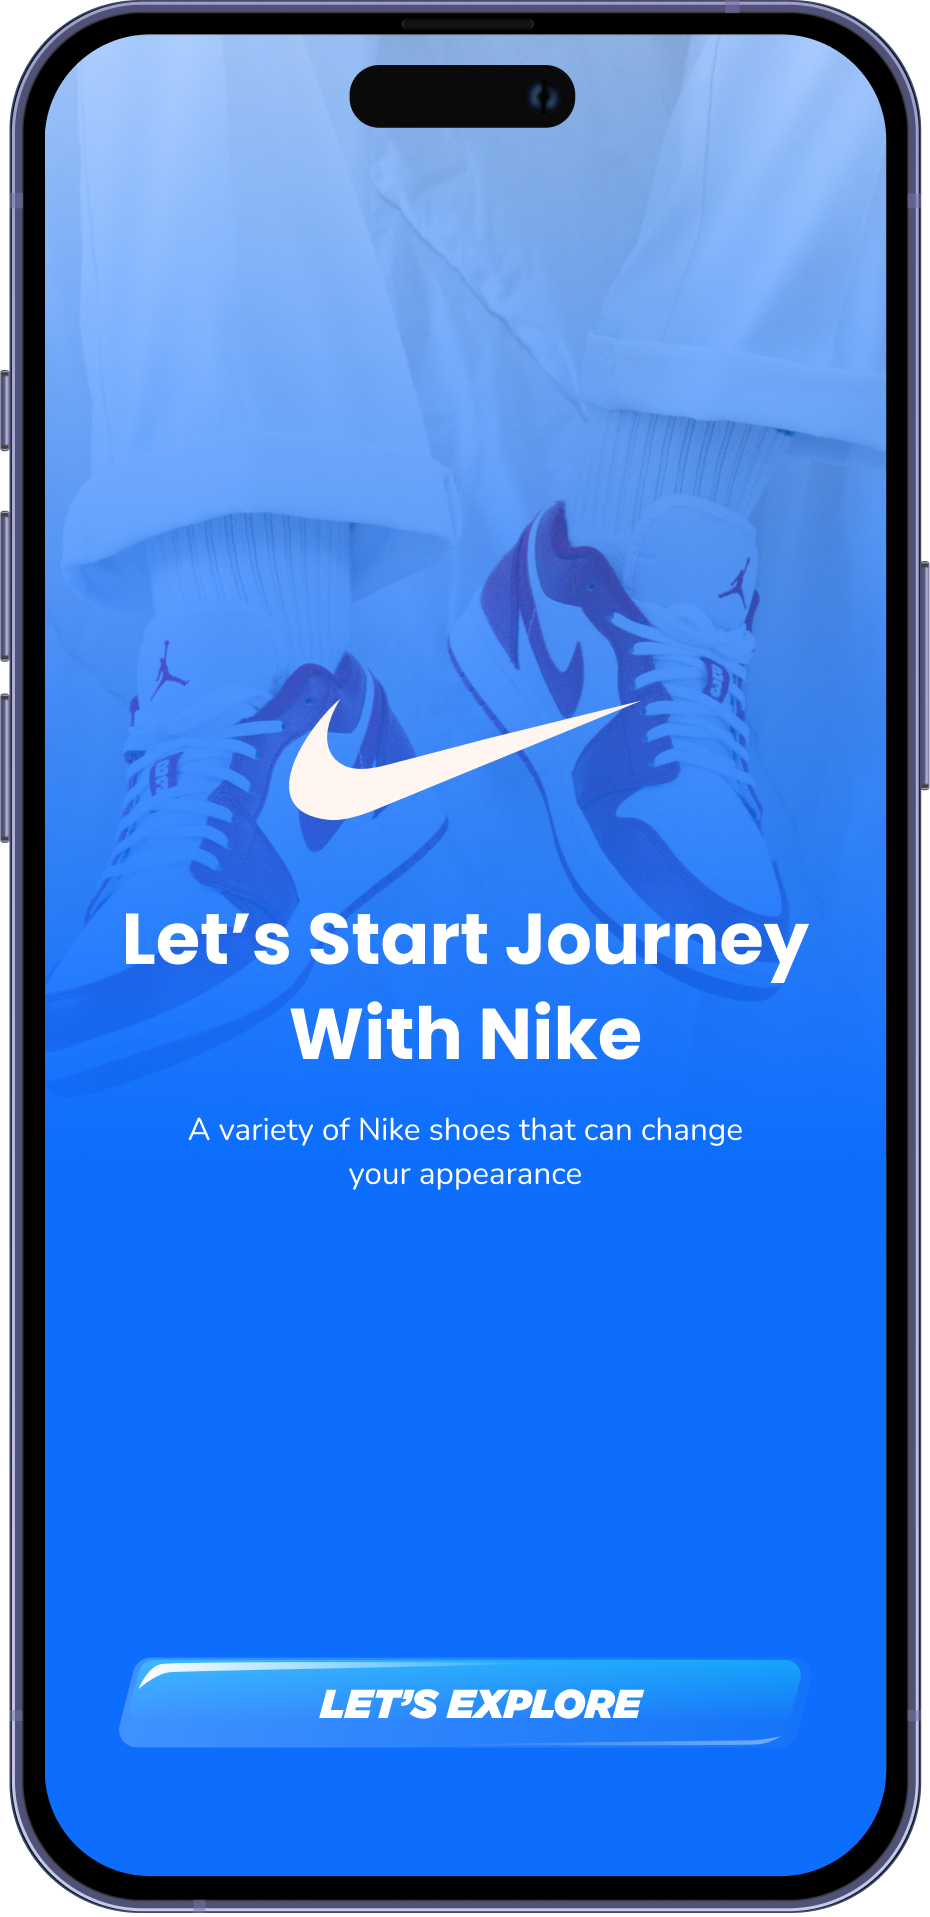 Let’s Start Journey
With Nike
A variety of Nike shoes that can change
your appearance
LET’S EXPLORE